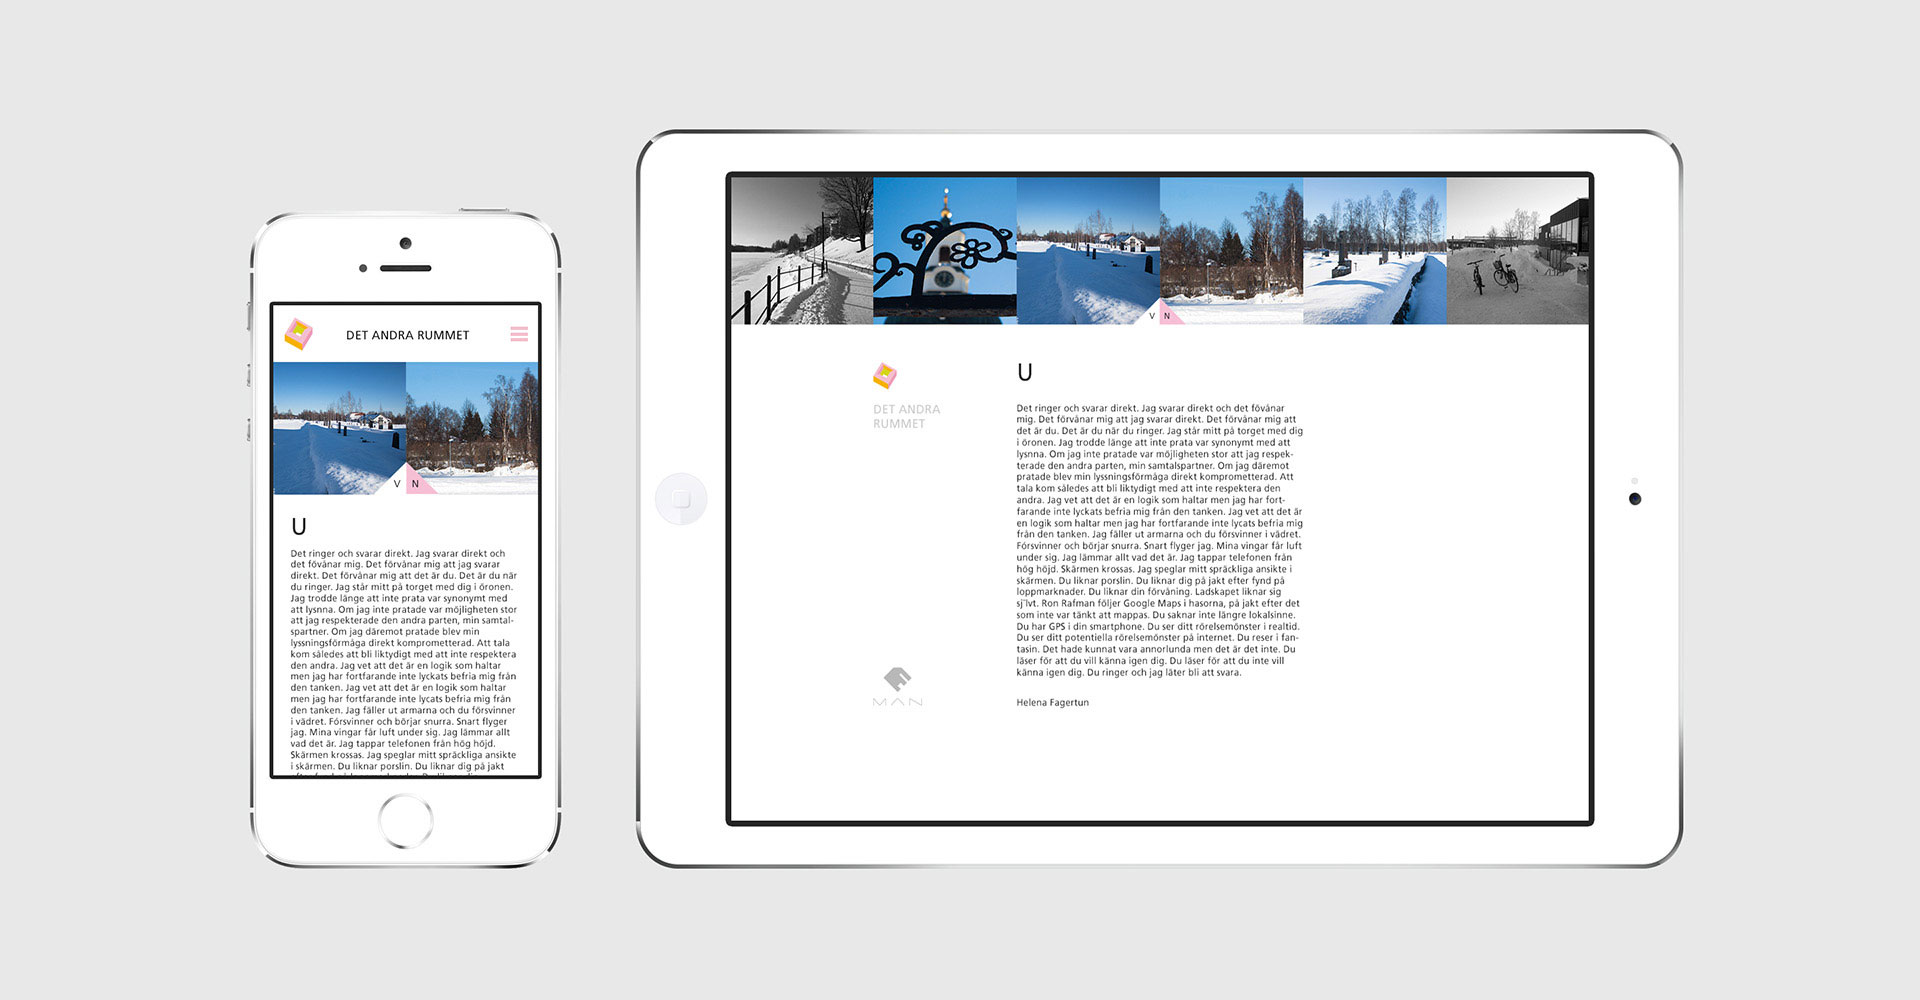 DET ANDRA RUMMET
V N
U
Det ringer och svarar direkt. Jag svarar direkt och
det fövånar mig. Det förvånar mig att jag svarar
direkt. Det förvånar mig att det är du. Det är du när
du ringer. Jag står mitt på torget med dig i öronen.
Jag trodde länge att inte prata var synonymt med
att lysnna. Om jag inte pratade var möjligheten stor
att jag respekterade den andra parten, min samtal-
spartner. Om jag däremot pratade blev min
lyssningsförmåga direkt komprometterad. Att tala
kom således att bli liktydigt med att inte respektera
den andra. Jag vet att det är en logik som haltar
men jag har fortfarande inte lyckats befria mig från
den tanken. Jag vet att det är en logik som haltar
men jag har fortfarande inte lycats befria mig från
den tanken. Jag fäller ut armarna och du försvinner
i vädret. Försvinner och börjar snurra. Snart flyger
jag. Mina vingar får luft under sig. Jag lämmar allt
vad det är. Jag tappar telefonen från hög höjd.
Skärmen krossas. Jag speglar mitt spräckliga ansikte
i skärmen. Du liknar porslin. Du liknar dig på jakt
V N
DET ANDRA
RUMMET
MAN
U
Det ringer och svarar direkt. Jag svarar direkt och det fövånar
mig. Det förvånar mig att jag svarar direkt. Det förvånar mig att
det är du. Det är du när du ringer. Jag står mitt på torget med dig
i öronen. Jag trodde länge att inte prata var synonymt med att
lysnna. Om jag inte pratade var möjligheten stor att jag respek-
terade den andra parten, min samtalspartner. Om jag däremot
pratade blev min lyssningsförmåga direkt komprometterad. Att
tala kom således att bli liktydigt med att inte respektera den
andra. Jag vet att det är en logik som haltar men jag har fort-
farande inte lyckats befria mig från den tanken. Jag vet att det är
en logik som haltar men jag har fortfarande inte lycats befria mig
från den tanken. Jag fäller ut armarna och du försvinner i vädret.
Försvinner och börjar snurra. Snart flyger jag. Mina vingar får luft
under sig. Jag lämmar allt vad det är. Jag tappar telefonen från
hög höjd. Skärmen krossas. Jag speglar mitt spräckliga ansikte i
skärmen. Du liknar porslin. Du liknar dig på jakt efter fynd på
loppmarknader. Du liknar din förvåning. Ladskapet liknar sig
sj¨lvt. Ron Rafman följer Google Maps i hasorna, på jakt efter det
som inte var tänkt att mappas. Du saknar inte längre lokalsinne.
Du har GPS i din smartphone. Du ser ditt rörelsemönster i realtid.
Du ser ditt potentiella rörelsemönster på internet. Du reser i fan-
tasin. Det hade kunnat vara annorlunda men det är det inte. Du
läser för att du vill känna igen dig. Du läser för att du inte vill
känna igen dig. Du ringer och jag låter bli att svara.
Helena Fagertun